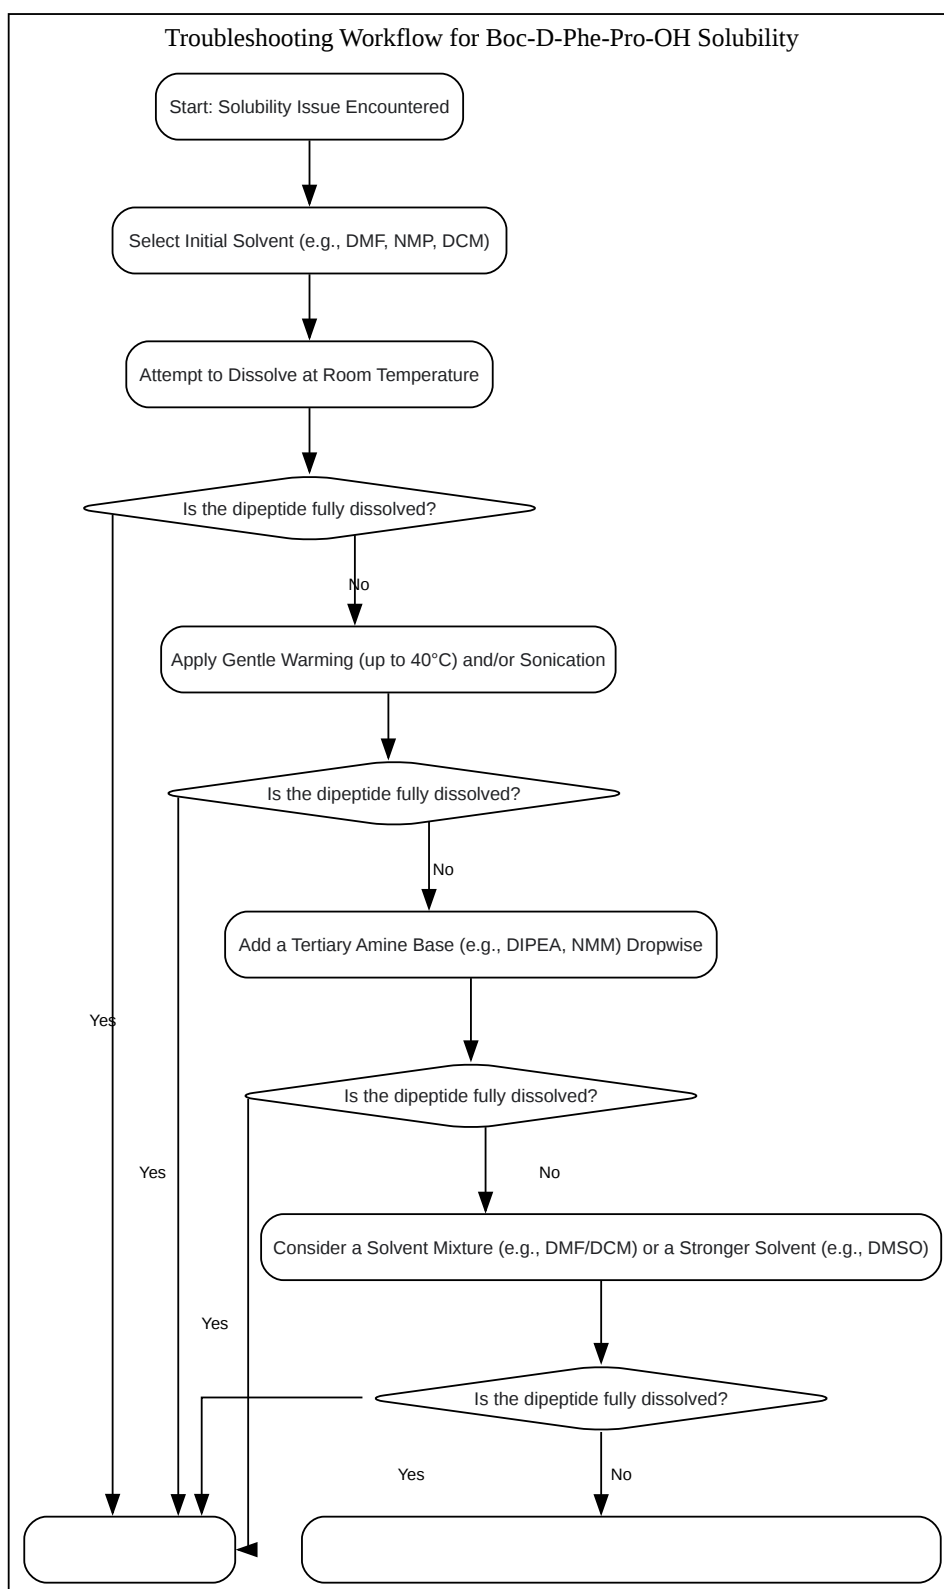 Troubleshooting Workflow for Boc-D-Phe-Pro-OH Solubility
Start: Solubility Issue Encountered
Select Initial Solvent (e.g., DMF, NMP, DCM)
Attempt to Dissolve at Room Temperature
Is the dipeptide fully dissolved?
No
Apply Gentle Warming (up to 40°C) and/or Sonication
Is the dipeptide fully dissolved?
No
Add a Tertiary Amine Base (e.g., DIPEA, NMM) Dropwise
Yes
Is the dipeptide fully dissolved?
Yes
No
Consider a Solvent Mixture (e.g., DMF/DCM) or a Stronger Solvent (e.g., DMSO)
Yes
Is the dipeptide fully dissolved?
Yes
No